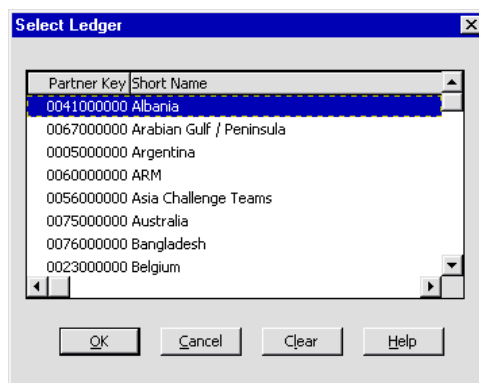 Select Ledger
Partner Key Short Name
0041000000 Albania
0067000000 Arabian Gulf / Peninsula
0005000000 Argentina
0060000000 ARM
0056000000 Asia Challenge Teams
0075000000 Australia
0076000000 Bangladesh
0023000000 Belgium
OK Cancel Clear Help